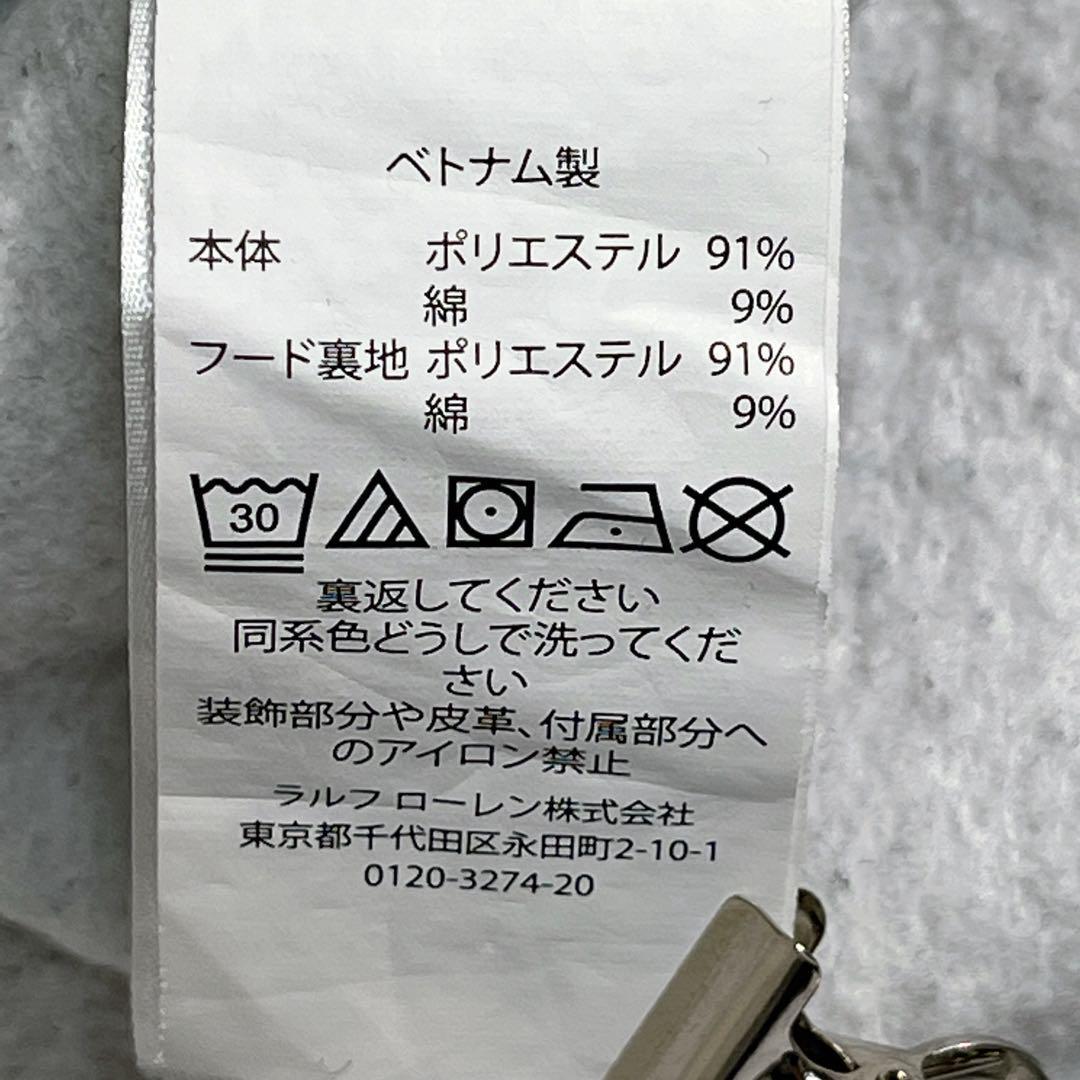 ベトナム製
本体 ポリエステル 91%
綿 9%
フード裏地 ポリエステル 91%
綿 9%
30
裏返してください
同系色どうしで洗ってくだ
さい
装飾部分や皮革、付属部分へ
のアイロン禁止
ラルフ ローレン株式会社
東京都千代田区永田町2-10-1
0120-3274-20